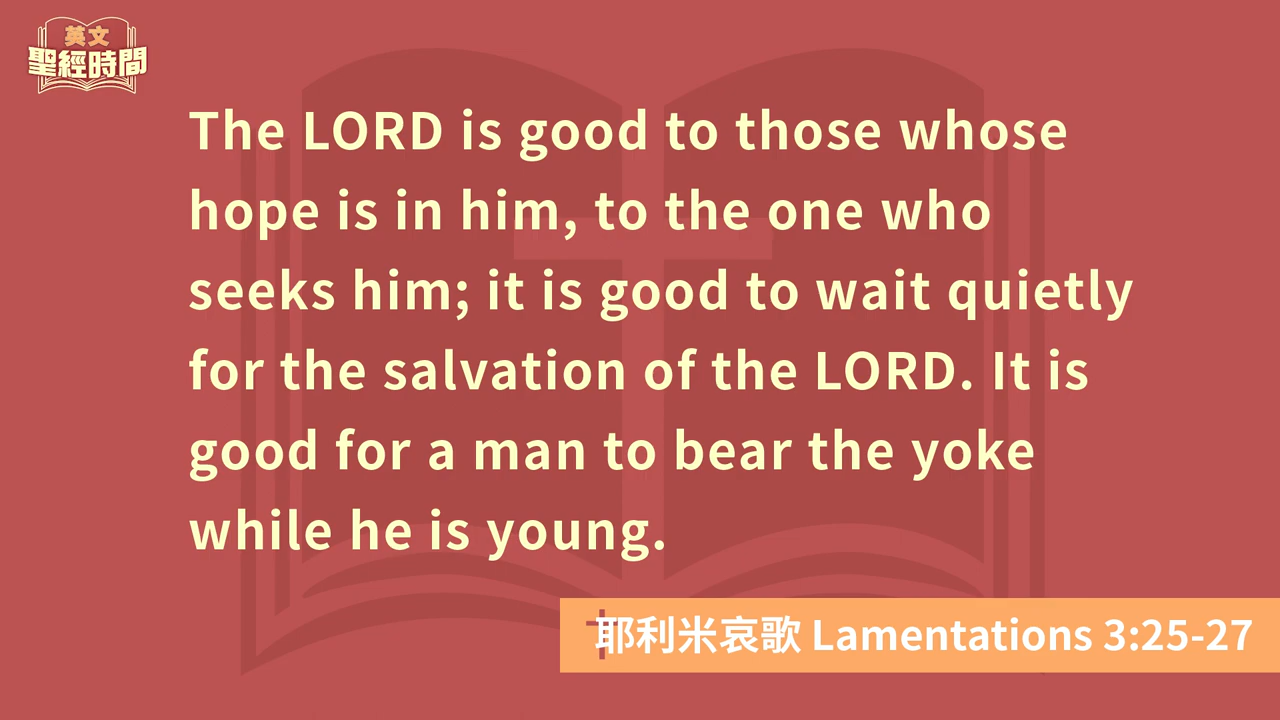 英文
聖經時間
The LORD is good to those whose
hope is in him, to the one who
seeks him; it is good to wait quietly
for the salvation of the LORD. It is
good for a man to bear the yoke
while he is young.
耶利米哀歌 Lamentations 3:25-27